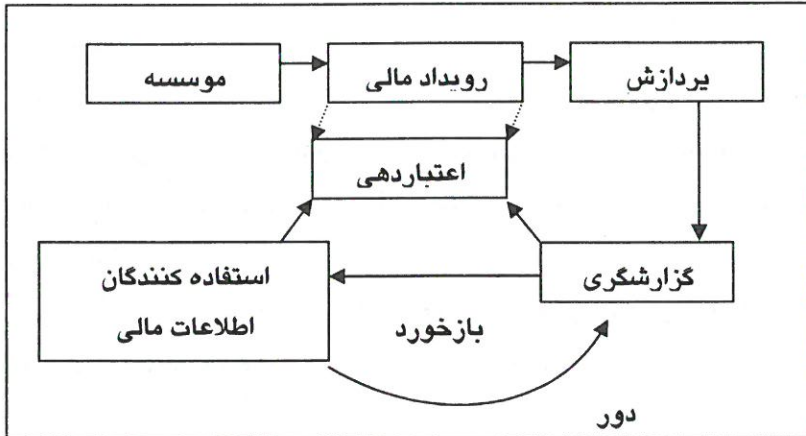 موسسه
رویداد مالی
پردازش
اعتباردهی
استفاده کنندگان
اطلاعات مالی
گزارشگری
بازخورد
دور